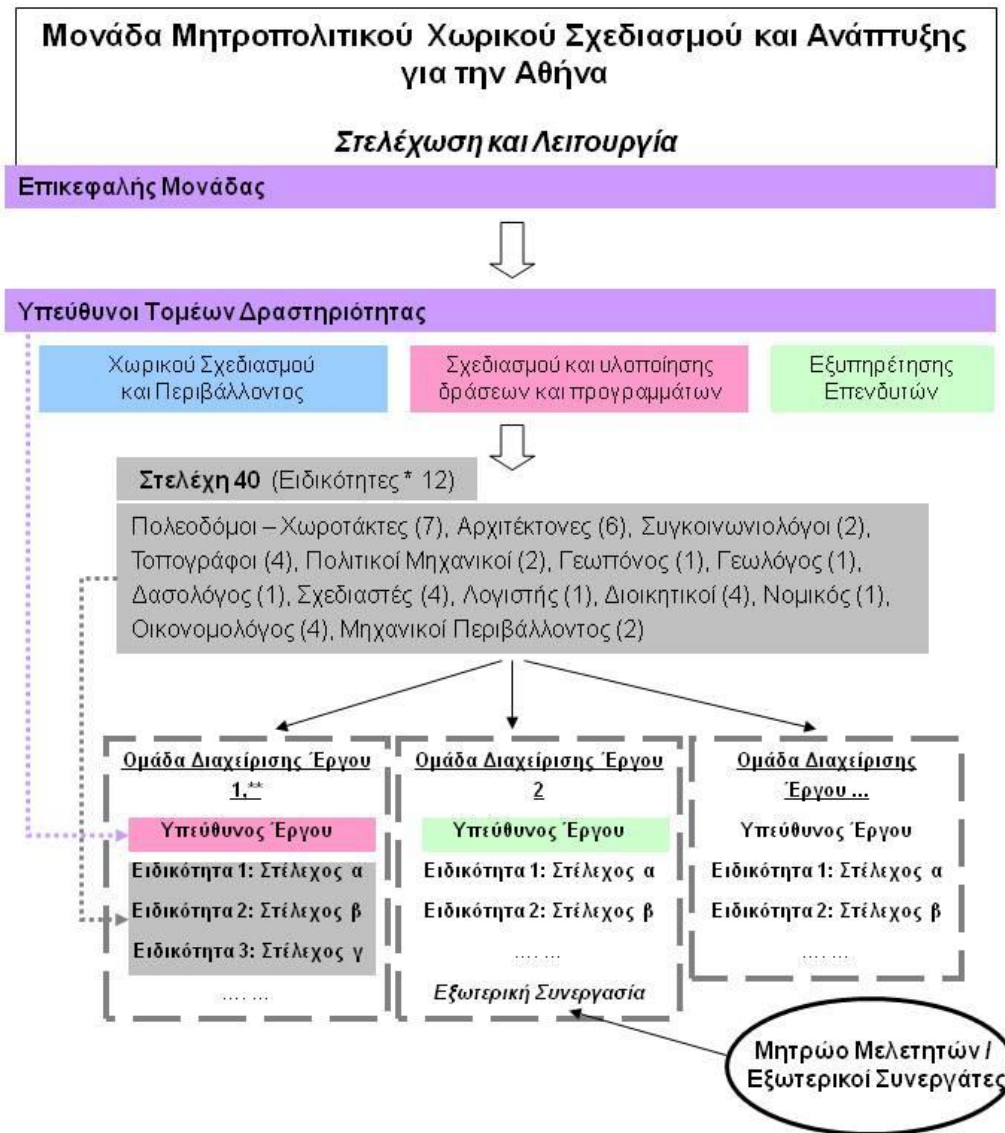 Μονάδα Μητροπολιτικού Χωρικού Σχεδιασμού και Ανάπτυξης
για την Αθήνα
Στελέχωση και Λειτουργία
Επικεφαλής Μονάδας
Υπεύθυνοι Τομέων Δραστηριότητας
Χωρικού Σχεδιασμού
και Περιβάλλοντος
Σχεδιασμού και υλοποίησης
δράσεων και προγραμμάτων
Εξυπηρέτησης
Επενδυτών
Στελέχη 40 (Ειδικότητες * 12)
Πολεοδόμοι – Χωροτάκτες (7), Αρχιτέκτονες (6), Συγκοινωνιολόγοι (2),
Τοπογράφοι (4), Πολιτικοί Μηχανικοί (2), Γεωπόνος (1), Γεωλόγος (1),
Δασολόγος (1), Σχεδιαστές (4), Λογιστής (1), Διοικητικοί (4), Νομικός (1),
Οικονομολόγος (4), Μηχανικοί Περιβάλλοντος (2)
Ομάδα Διαχείρισης Έργου
1,**
Υπεύθυνος Έργου
Ειδικότητα 1: Στέλεχος α
Ειδικότητα 2: Στέλεχος β
Ειδικότητα 3: Στέλεχος γ
.... ...
Ομάδα Διαχείρισης Έργου
2
Υπεύθυνος Έργου
Ειδικότητα 1: Στέλεχος α
Ειδικότητα 2: Στέλεχος β
.... ...
Εξωτερική Συνεργασία
Ομάδα Διαχείρισης
Έργου ...
Υπεύθυνος Έργου
Ειδικότητα 1: Στέλεχος α
Ειδικότητα 2: Στέλεχος β
.... ...
Μητρώο Μελετητών /
Εξωτερικοί Συνεργάτες